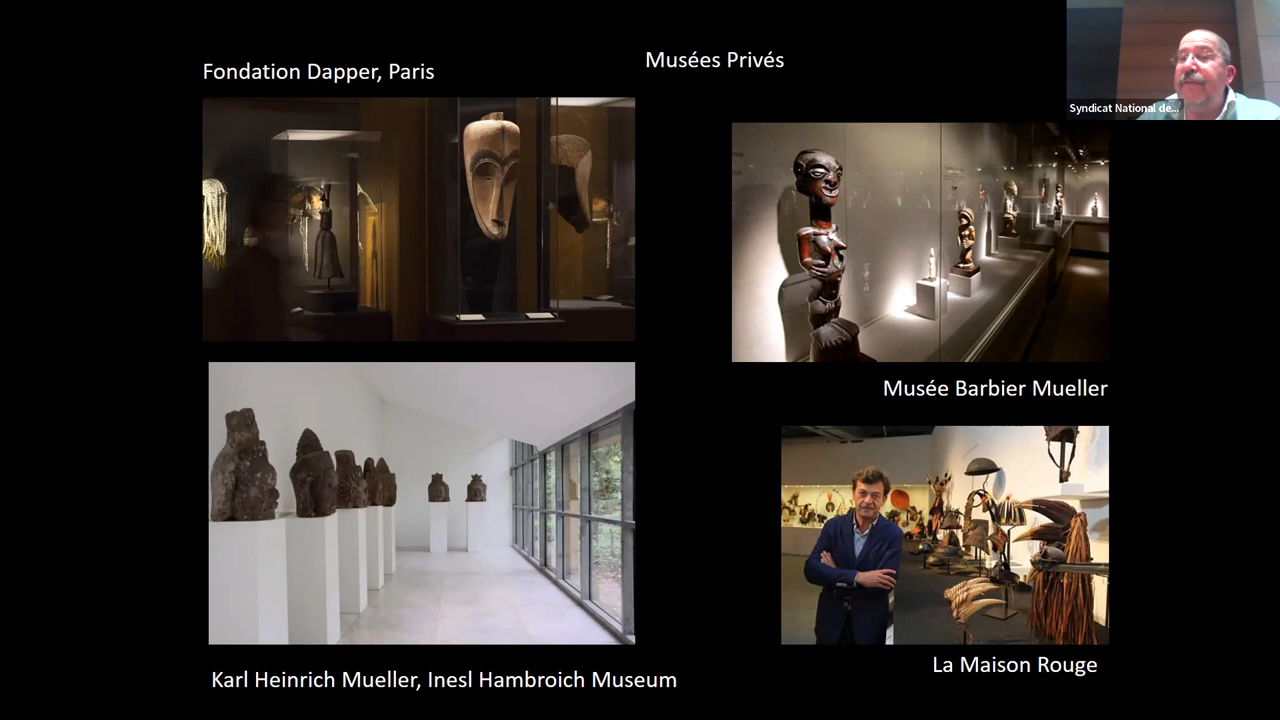 Musées Privés
Fondation Dapper, Paris
Syndicat National de...
Musée Barbier Mueller
La Maison Rouge
Karl Heinrich Mueller, Inesl Hambroich Museum